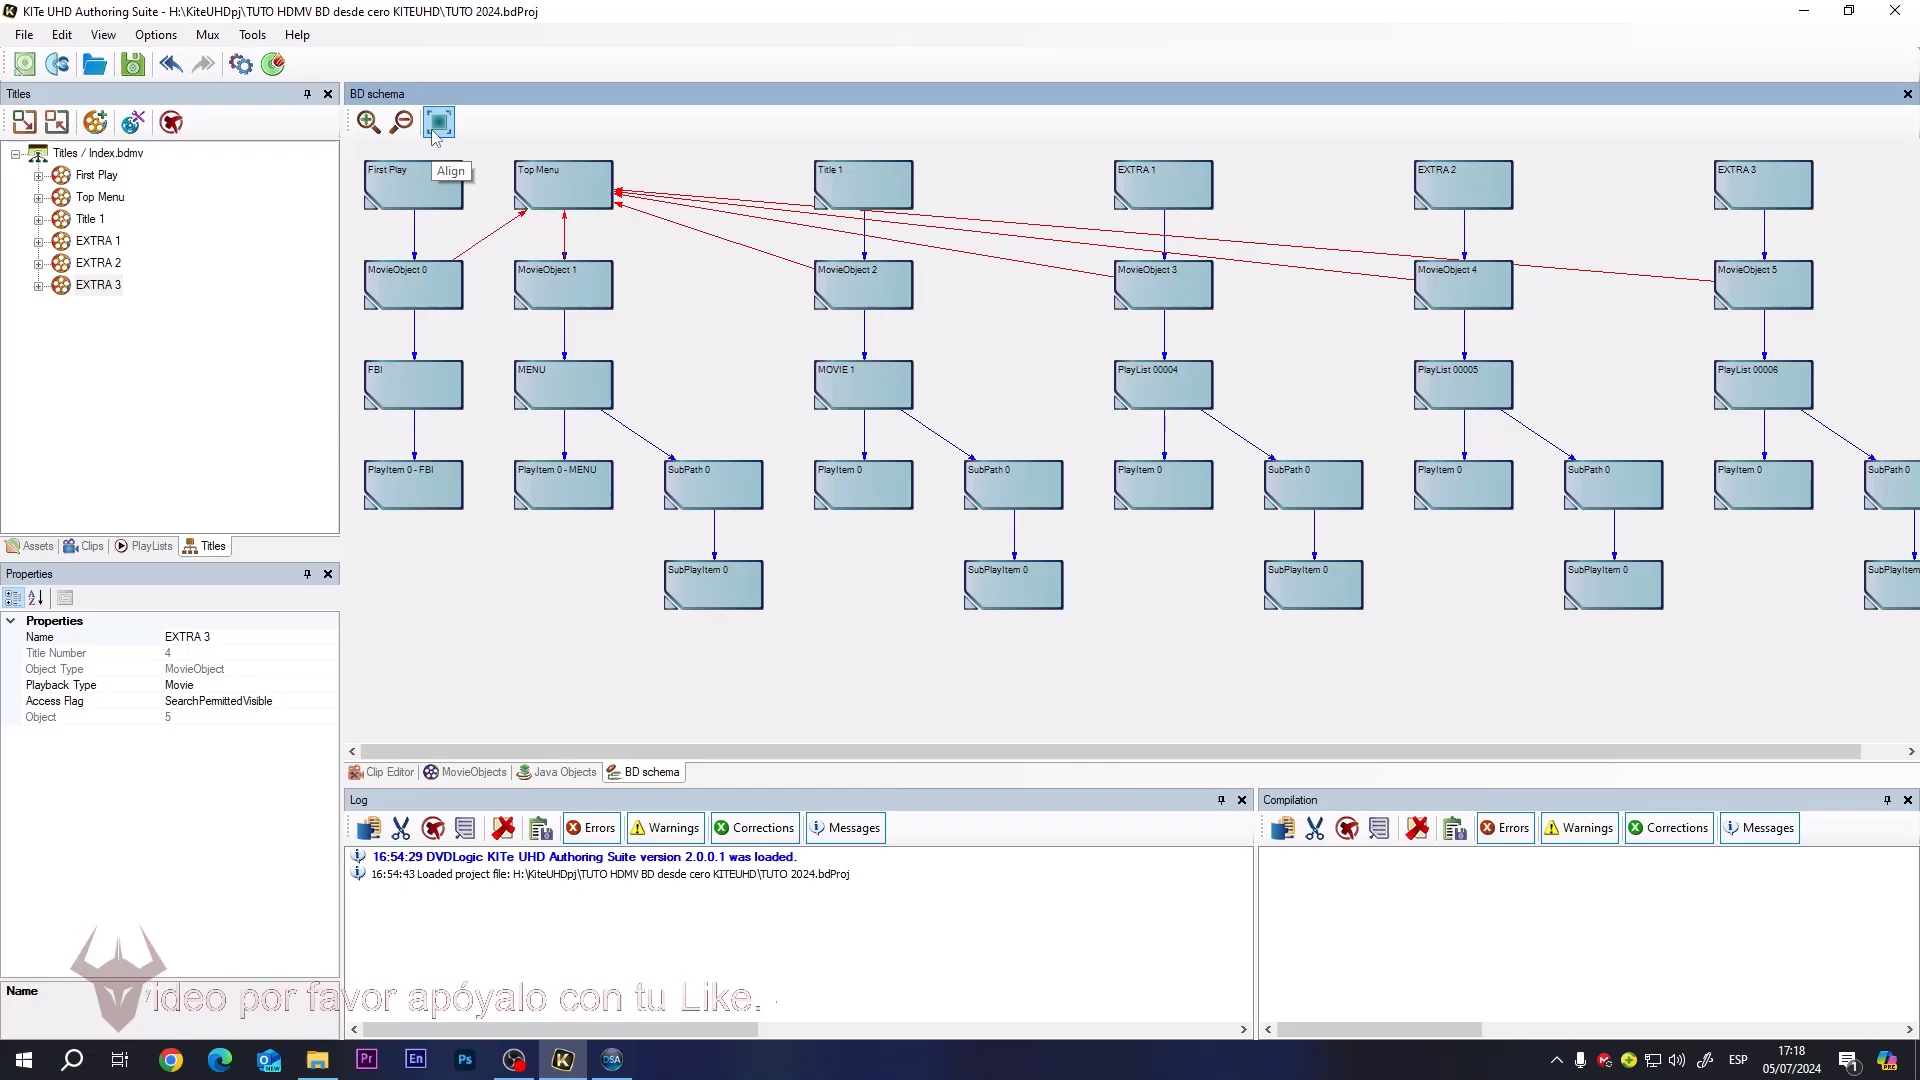 KITe UHD Authoring Suite - H:\KiteUHDpj\TUTO HDMV BD desde cero KITEUHD\TUTO 2024.bdProj
File Edit View Options Mux Tools Help
Titles
BD schema
Titles / Index.bdmv
First Play
Top Menu
Title 1
EXTRA 1
EXTRA 2
EXTRA 3
Align
First Play Top Menu Title 1 EXTRA 1 EXTRA 2 EXTRA 3
MovieObject 0 MovieObject 1 MovieObject 2 MovieObject 3 MovieObject 4 MovieObject 5
FBI MENU MOVIE 1 PlayList 00004 PlayList 00005 PlayList 00006
PlayItem 0 - FBI PlayItem 0 - MENU SubPath 0 PlayItem 0 SubPath 0 PlayItem 0 SubPath 0 PlayItem 0 SubPath 0 PlayItem 0 SubPath 0
SubPlayItem 0 SubPlayItem 0 SubPlayItem 0 SubPlayItem 0 SubPlayItem
Assets Clips PlayLists Titles
Properties
Properties
Name EXTRA 3
Title Number 4
Object Type MovieObject
Playback Type Movie
Access Flag SearchPermittedVisible
Object 5
Name
Clip Editor MovieObjects Java Objects BD schema
Log
Errors Warnings Corrections Messages
16:54:29 DVDLogic KITe UHD Authoring Suite version 2.0.0.1 was loaded.
16:54:43 Loaded project file: H:\KiteUHDpj\TUTO HDMV BD desde cero KITEUHD\TUTO 2024.bdProj
Compilation
Errors Warnings Corrections Messages
video por favor apóyalo con tu Like.
Pr En Ps K DSA
ESP
17:18
05/07/2024
1
PRE